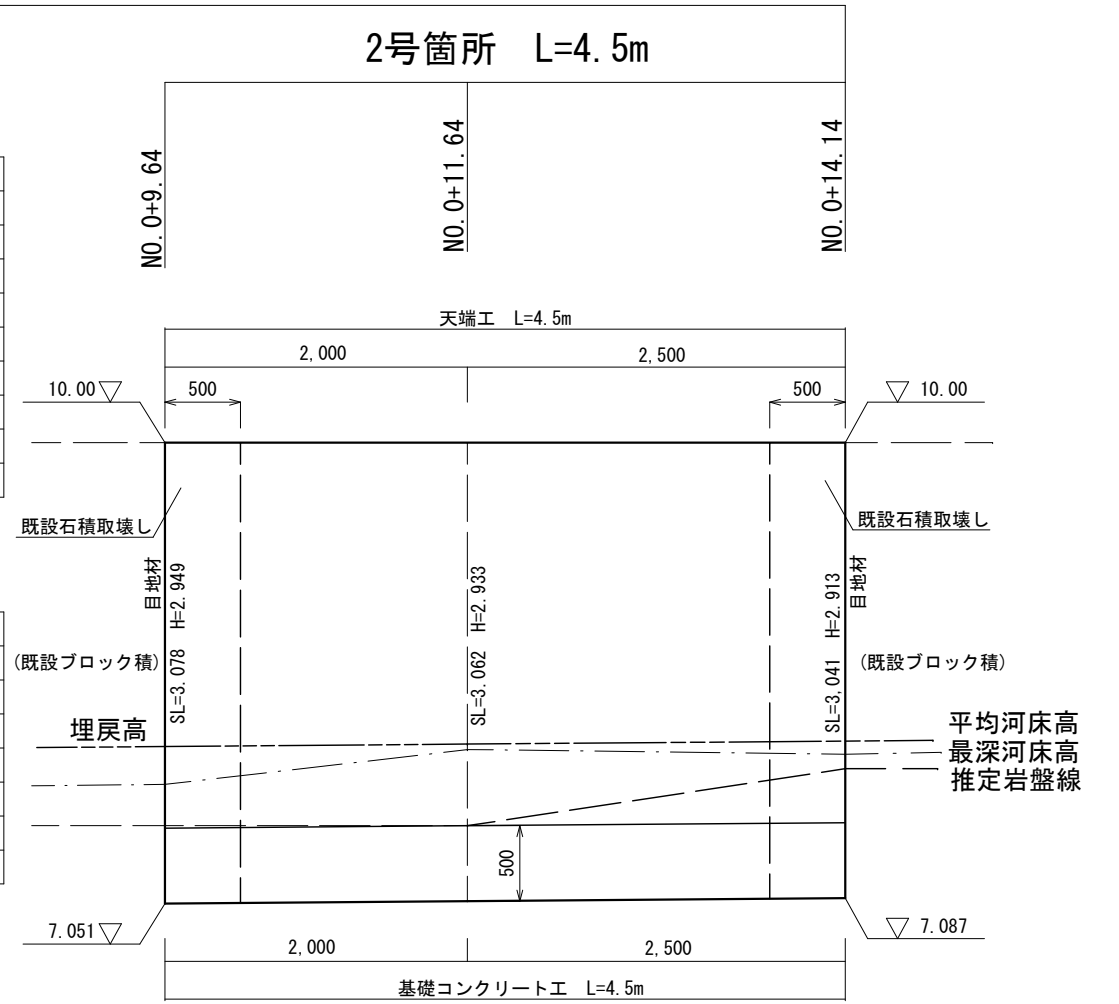 2号箇所　L=4.5m
NO.0+9.64
NO.0+11.64
NO.0+14.14
天端工　L=4.5m
2,000
2,500
10.00
500
500
10.00
既設石積取壊し
既設石積取壊し
目地材
SL=3.078　H=2.949
SL=3.062　H=2.933
SL=3,041　H=2.913
目地材
(既設ブロック積)
(既設ブロック積)
埋戻高
平均河床高
最深河床高
推定岩盤線
500
7.051
7.087
2,000
2,500
基礎コンクリート工　L=4.5m